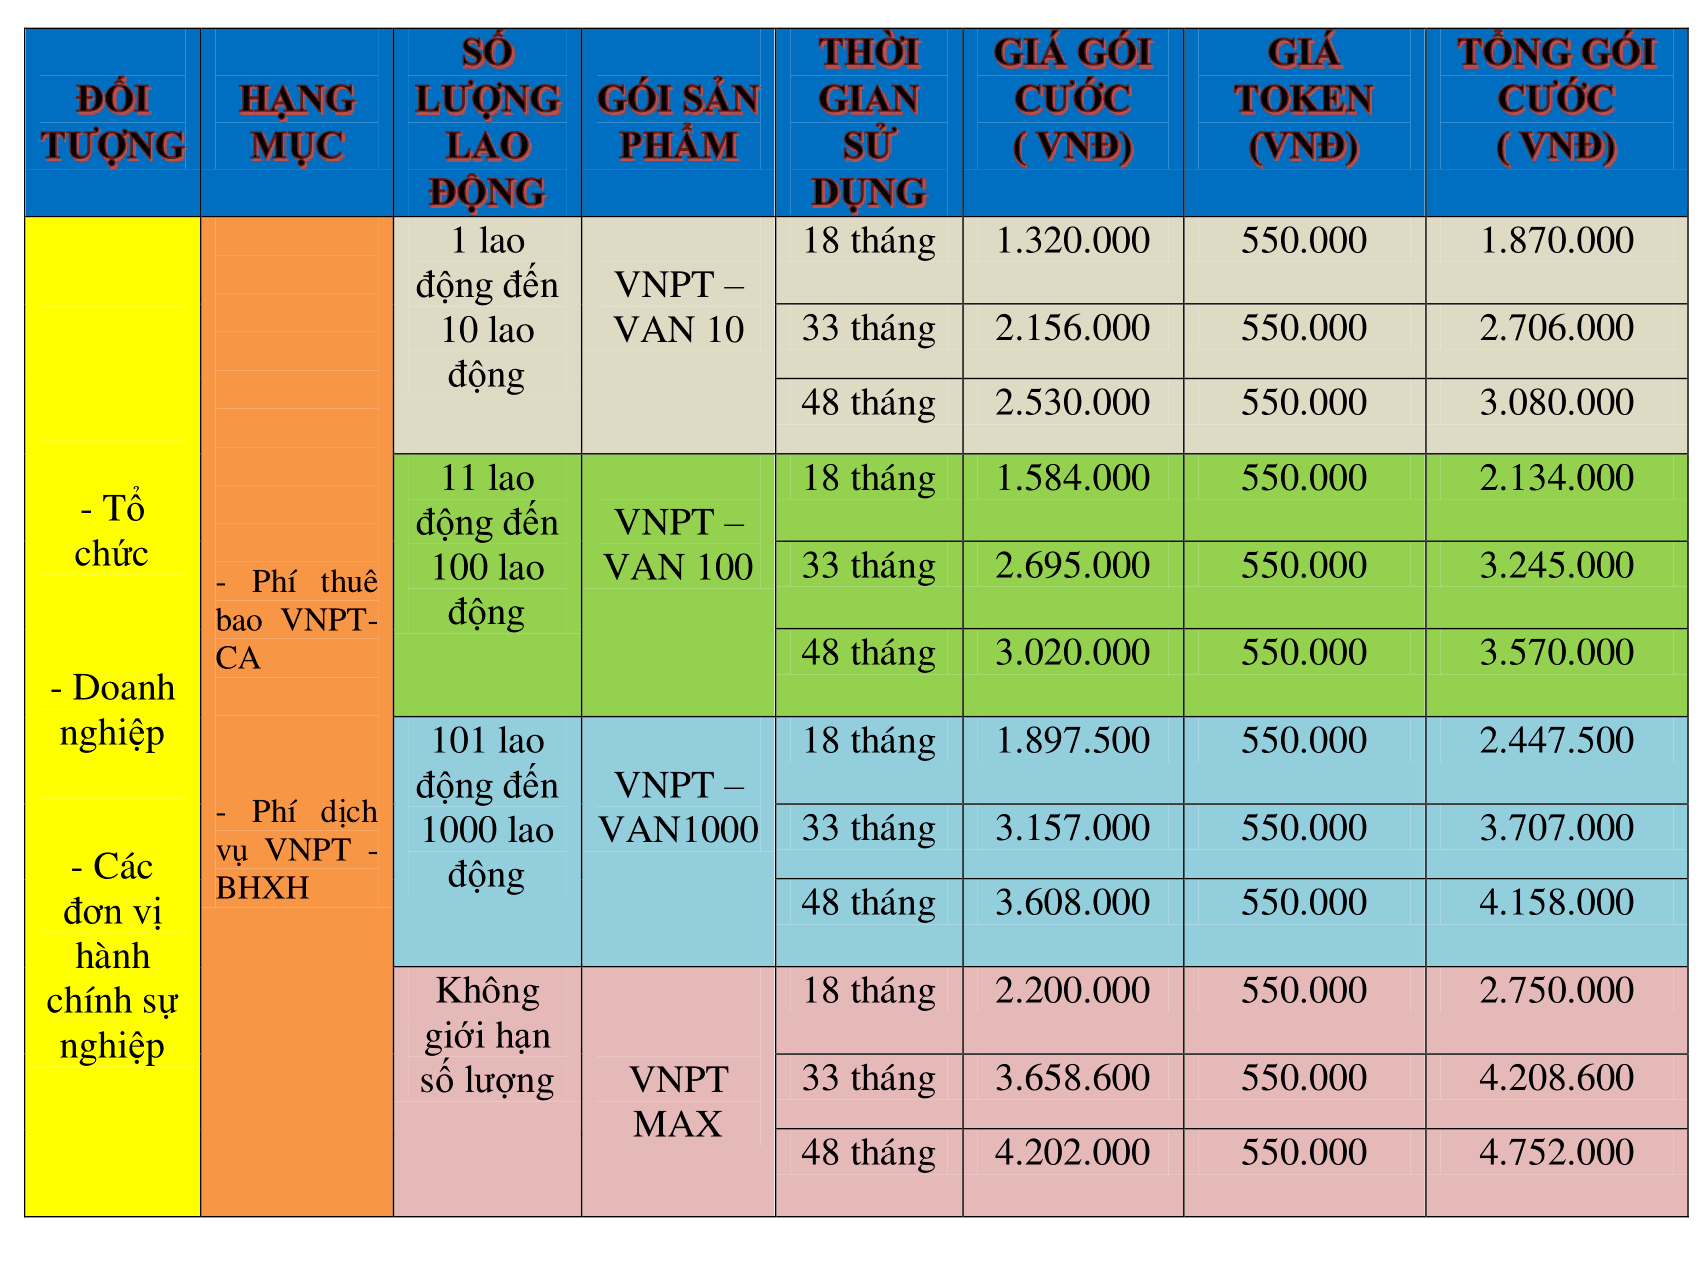 ĐỐI
TƯỢNG
HẠNG
MỤC
SỐ
LƯỢNG
LAO
ĐỘNG
GÓI SẢN
PHẨM
THỜI
GIAN
SỬ
DỤNG
GIÁ GÓI
CƯỚC
( VNĐ)
GIÁ
TOKEN
(VNĐ)
TỔNG GÓI
CƯỚC
( VNĐ)
- Tổ
chức
- Doanh
nghiệp
- Các
đơn vị
hành
chính sự
nghiệp
- Phí thuê
bao VNPT-
CA
- Phí dịch
vụ VNPT -
BHXH
1 lao
động đến
10 lao
động
VNPT –
VAN 10
18 tháng 1.320.000 550.000 1.870.000
33 tháng 2.156.000 550.000 2.706.000
48 tháng 2.530.000 550.000 3.080.000
11 lao
động đến
100 lao
động
VNPT –
VAN 100
18 tháng 1.584.000 550.000 2.134.000
33 tháng 2.695.000 550.000 3.245.000
48 tháng 3.020.000 550.000 3.570.000
101 lao
động đến
1000 lao
động
VNPT –
VAN1000
18 tháng 1.897.500 550.000 2.447.500
33 tháng 3.157.000 550.000 3.707.000
48 tháng 3.608.000 550.000 4.158.000
Không
giới hạn
số lượng
VNPT
MAX
18 tháng 2.200.000 550.000 2.750.000
33 tháng 3.658.600 550.000 4.208.600
48 tháng 4.202.000 550.000 4.752.000